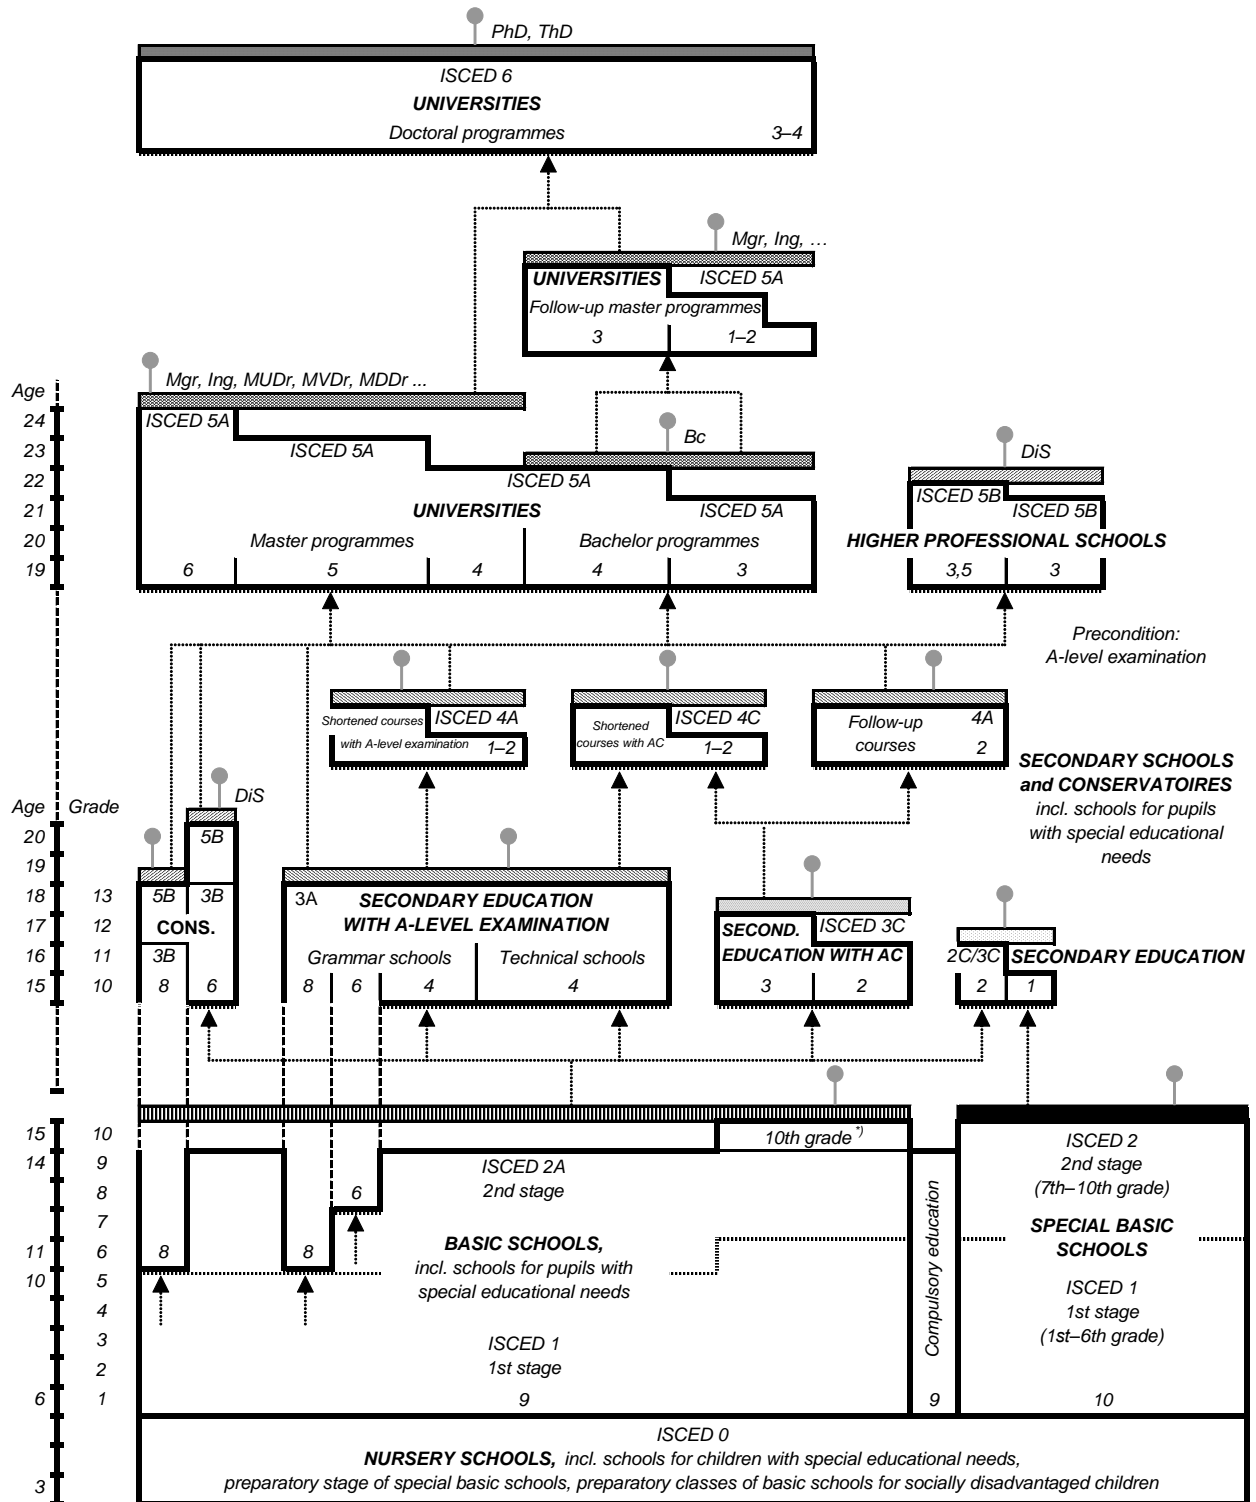 PhD, ThD
ISCED 6
UNIVERSITIES
Doctoral programmes 3–4
Mgr, Ing, …
UNIVERSITIES ISCED 5A
Follow-up master programmes
3 1–2
Mgr, Ing, MUDr, MVDr, MDDr ...
Age
24 ISCED 5A
23 ISCED 5A Bc DiS
22 ISCED 5A ISCED 5B
21 UNIVERSITIES ISCED 5A ISCED 5B
20 Master programmes Bachelor programmes HIGHER PROFESSIONAL SCHOOLS
19 6 5 4 4 3 3,5 3
Precondition:
A-level examination
Shortened courses ISCED 4A
with A-level examination 1–2
Shortened ISCED 4C
courses with AC 1–2
Follow-up 4A
courses 2
SECONDARY SCHOOLS
and CONSERVATOIRES
incl. schools for pupils
with special educational
needs
DiS
Age Grade
20 5B
19
18 13 5B 3B 3A SECONDARY EDUCATION
17 12 CONS. WITH A-LEVEL EXAMINATION SECOND. ISCED 3C
16 11 3B Grammar schools Technical schools EDUCATION WITH AC 2C/3C SECONDARY EDUCATION
15 10 8 6 8 6 4 4 3 2 2 1
15 10 10th grade *)
14 9 ISCED 2A
8 6 2nd stage
7
11 6 8 8 BASIC SCHOOLS,
10 5 incl. schools for pupils with
4 special educational needs
3 ISCED 1
2 1st stage
6 1 9
Compulsory education
9
ISCED 2
2nd stage
(7th–10th grade)
SPECIAL BASIC
SCHOOLS
ISCED 1
1st stage
(1st–6th grade)
10
ISCED 0
NURSERY SCHOOLS, incl. schools for children with special educational needs,
3 preparatory stage of special basic schools, preparatory classes of basic schools for socially disadvantaged children